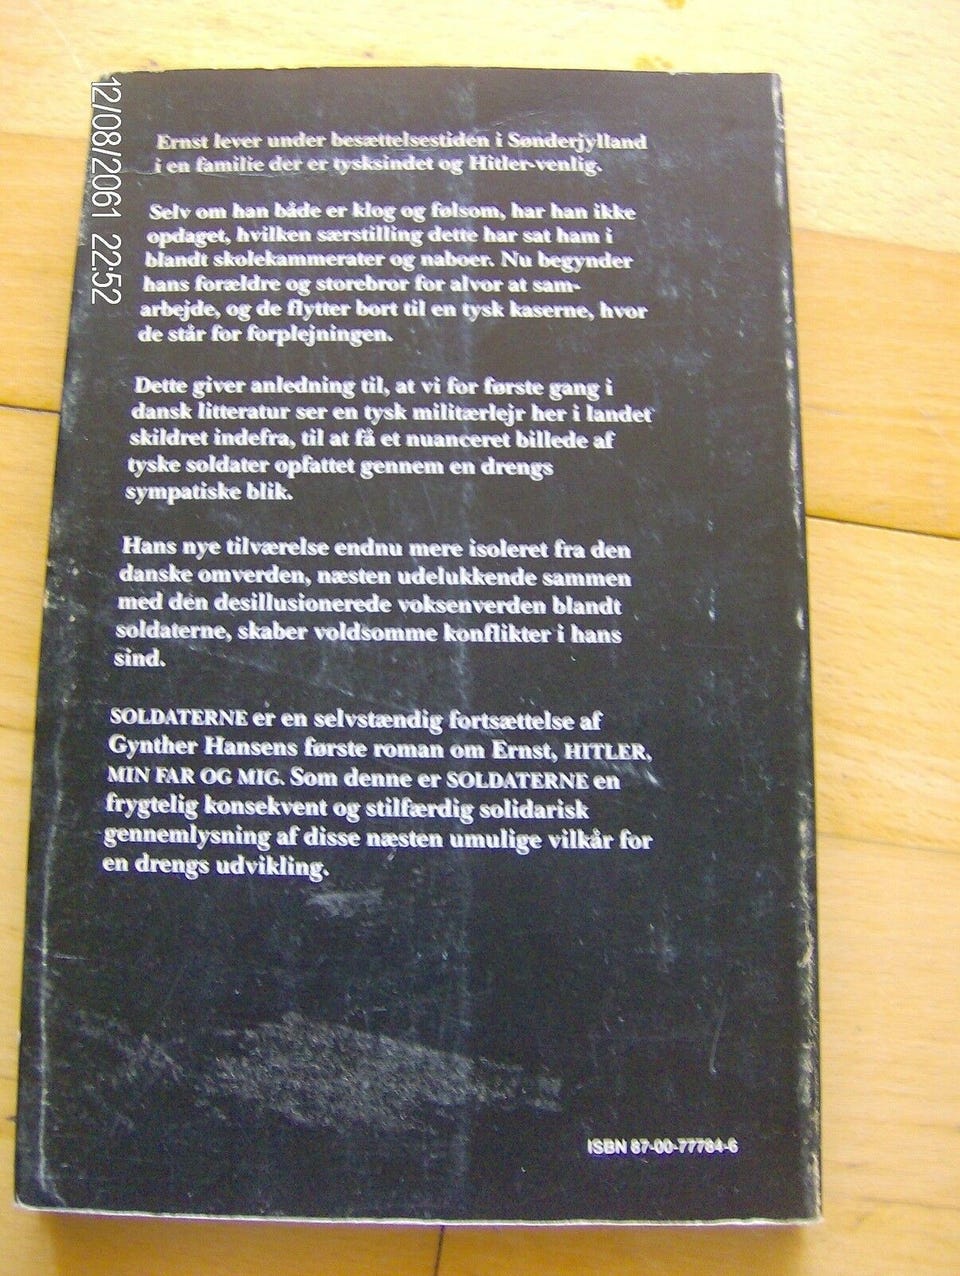 12/08/2061 22:52
Ernst lever under besættelsestiden i Sønderjylland
i en familie der er tysksindet og Hitler-venlig.
Selv om han både er klog og følsom, har han ikke
opdaget, hvilken særstilling dette har sat ham i
blandt skolekammerater og naboer. Nu begynder
hans forældre og storebror for alvor at sam-
arbejde, og de flytter bort til en tysk kaserne, hvor
de står for forplejningen.
Dette giver anledning til, at vi for første gang i
dansk litteratur ser en tysk militærlejr her i landet
skildret indefra, til at få et nuanceret billede af
tyske soldater opfattet gennem en drengs
sympatiske blik.
Hans nye tilværelse endnu mere isoleret fra den
danske omverden, næsten udelukkende sammen
med den desillusionerede voksenverden blandt
soldaterne, skaber voldsomme konflikter i hans
sind.
SOLDATERNE er en selvstændig fortsættelse af
Gynther Hansens første roman om Ernst, HITLER,
MIN FAR OG MIG. Som denne er SOLDATERNE en
frygtelig konsekvent og stilfærdig solidarisk
gennemlysning af disse næsten umulige vilkår for
en drengs udvikling.
ISBN 87-00-77784-6